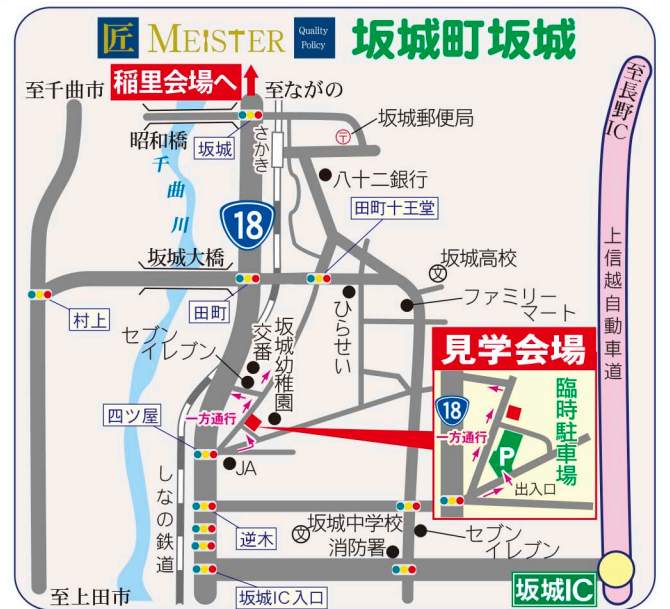 匠 MEISTER Quality Policy 坂城町坂城
至千曲市
稲里会場へ
至ながの
至長野IC
昭和橋
坂城
さかき
〒
坂城郵便局
千曲川
八十二銀行
18
田町十王堂
坂城大橋
坂城高校
文
上信越自動車道
村上
田町
ひらせい
ファミリー
マート
セブン
イレブン
交番
坂城幼稚園
見学会場
四ツ屋
一方通行
18
一方通行
P
臨時駐車場
出入口
JA
しなの鉄道
逆木
文
坂城中学校
消防署
セブン
イレブン
至上田市
坂城IC入口
坂城IC